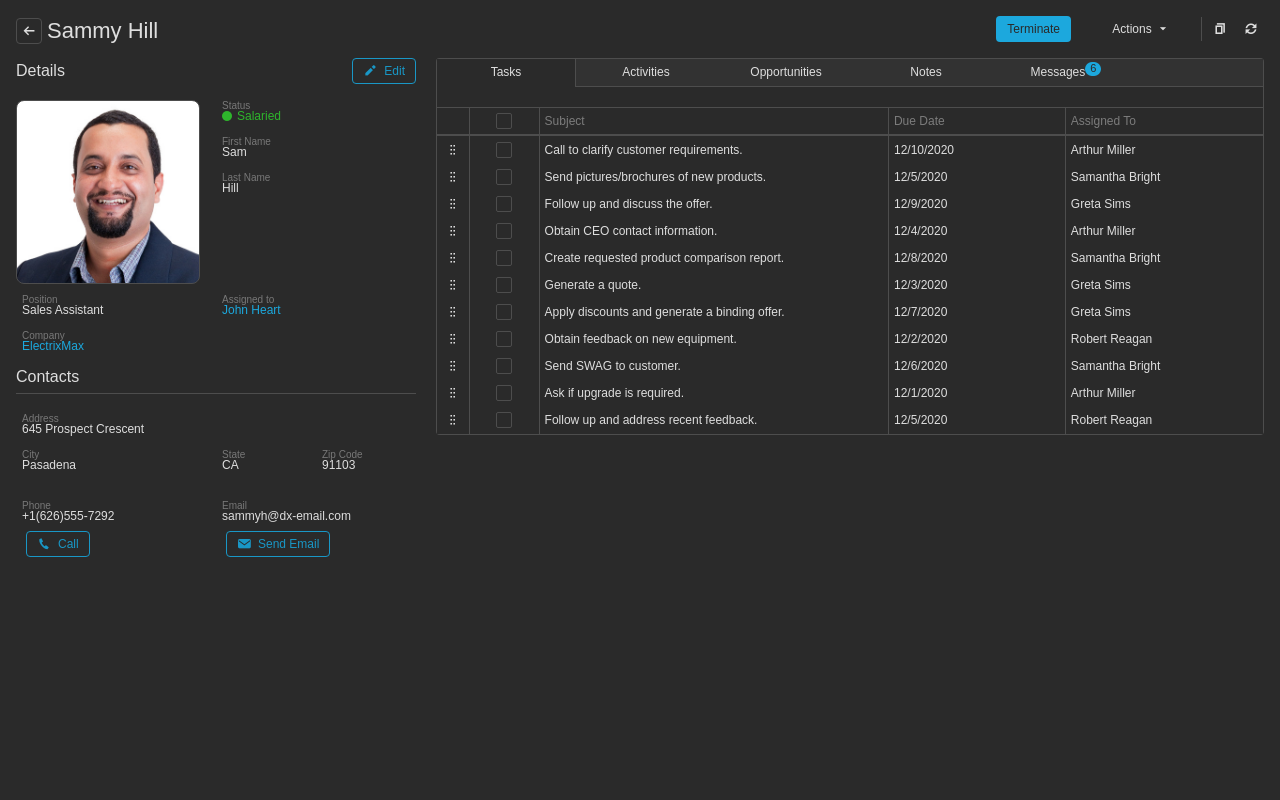 Sammy Hill
Terminate
Actions
Details
Edit
Status
Salaried
First Name
Sam
Last Name
Hill
Position
Sales Assistant
Assigned to
John Heart
Company
ElectrixMax
Contacts
Address
645 Prospect Crescent
City
Pasadena
State
CA
Zip Code
91103
Phone
+1(626)555-7292
Email
sammyh@dx-email.com
Call
Send Email
Tasks Activities Opportunities Notes Messages 6
Subject Due Date Assigned To
Call to clarify customer requirements. 12/10/2020 Arthur Miller
Send pictures/brochures of new products. 12/5/2020 Samantha Bright
Follow up and discuss the offer. 12/9/2020 Greta Sims
Obtain CEO contact information. 12/4/2020 Arthur Miller
Create requested product comparison report. 12/8/2020 Samantha Bright
Generate a quote. 12/3/2020 Greta Sims
Apply discounts and generate a binding offer. 12/7/2020 Greta Sims
Obtain feedback on new equipment. 12/2/2020 Robert Reagan
Send SWAG to customer. 12/6/2020 Samantha Bright
Ask if upgrade is required. 12/1/2020 Arthur Miller
Follow up and address recent feedback. 12/5/2020 Robert Reagan